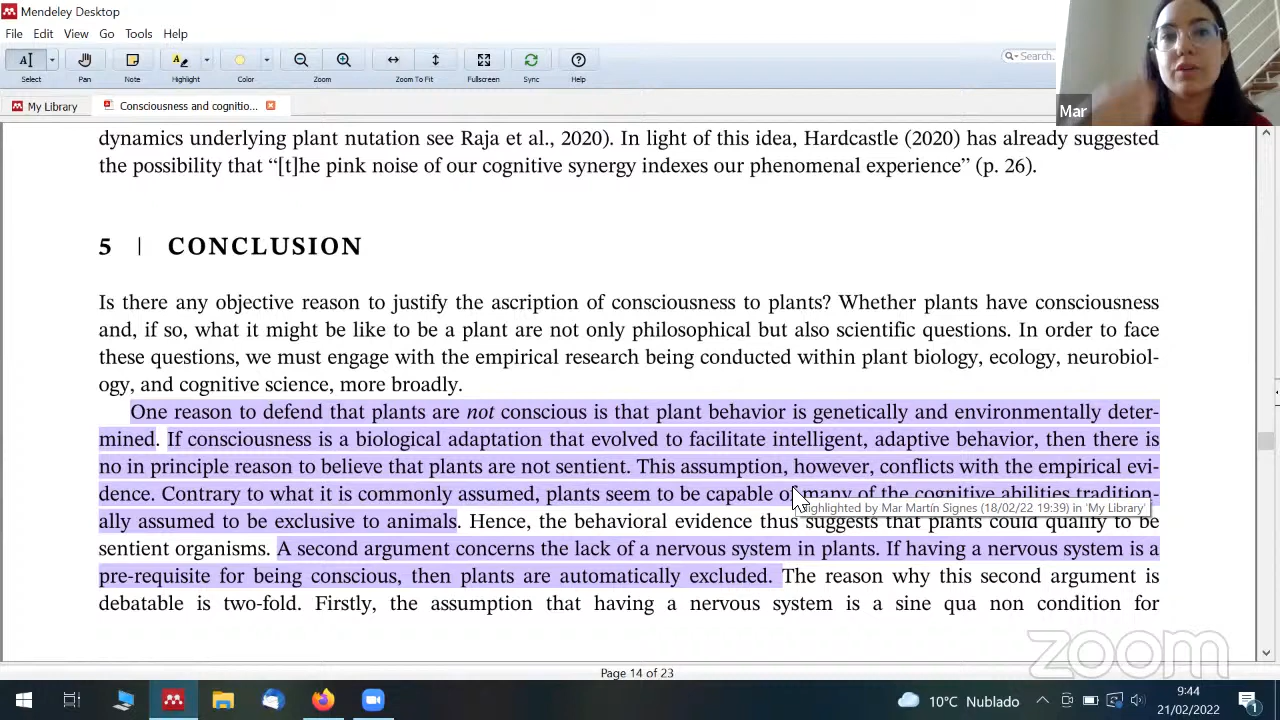 Mendeley Desktop
File Edit View Go Tools Help
Select Pan Note Highlight Color Zoom Zoom To Fit Fullscreen Sync Help
Search.
Mar
My Library Consciousness and cognitio...
dynamics underlying plant nutation see Raja et al., 2020). In light of this idea, Hardcastle (2020) has already suggested
the possibility that “[t]he pink noise of our cognitive synergy indexes our phenomenal experience” (p. 26).
5 | CONCLUSION
Is there any objective reason to justify the ascription of consciousness to plants? Whether plants have consciousness
and, if so, what it might be like to be a plant are not only philosophical but also scientific questions. In order to face
these questions, we must engage with the empirical research being conducted within plant biology, ecology, neurobiol-
ogy, and cognitive science, more broadly.
One reason to defend that plants are not conscious is that plant behavior is genetically and environmentally deter-
mined. If consciousness is a biological adaptation that evolved to facilitate intelligent, adaptive behavior, then there is
no in principle reason to believe that plants are not sentient. This assumption, however, conflicts with the empirical evi-
dence. Contrary to what it is commonly assumed, plants seem to be capable of many of the cognitive abilities tradition-
Highlighted by Mar Martín Signes (18/02/22 19:39) in 'My Library'
ally assumed to be exclusive to animals. Hence, the behavioral evidence thus suggests that plants could qualify to be
sentient organisms. A second argument concerns the lack of a nervous system in plants. If having a nervous system is a
pre-requisite for being conscious, then plants are automatically excluded. The reason why this second argument is
debatable is two-fold. Firstly, the assumption that having a nervous system is a sine qua non condition for
zoom
Page 14 of 23
10°C Nublado
9:44
21/02/2022
1